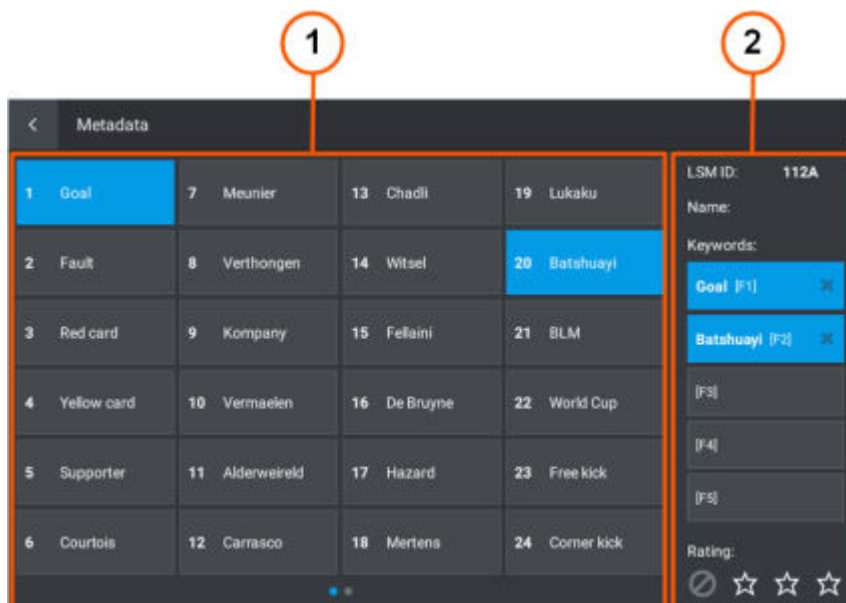 1 2
< Metadata
1 Goal 7 Meunier 13 Chadli 19 Lukaku
2 Fault 8 Verthongen 14 Witsel 20 Batshuayi
3 Red card 9 Kompany 15 Fellaini 21 BLM
4 Yellow card 10 Vermaelen 16 De Bruyne 22 World Cup
5 Supporter 11 Alderweireld 17 Hazard 23 Free kick
6 Courtois 12 Carrasco 18 Mertens 24 Corner kick
LSM ID: 112A
Name:
Keywords:
Goal [F1]
Batshuayi [F2]
[F3]
[F4]
[F5]
Rating: